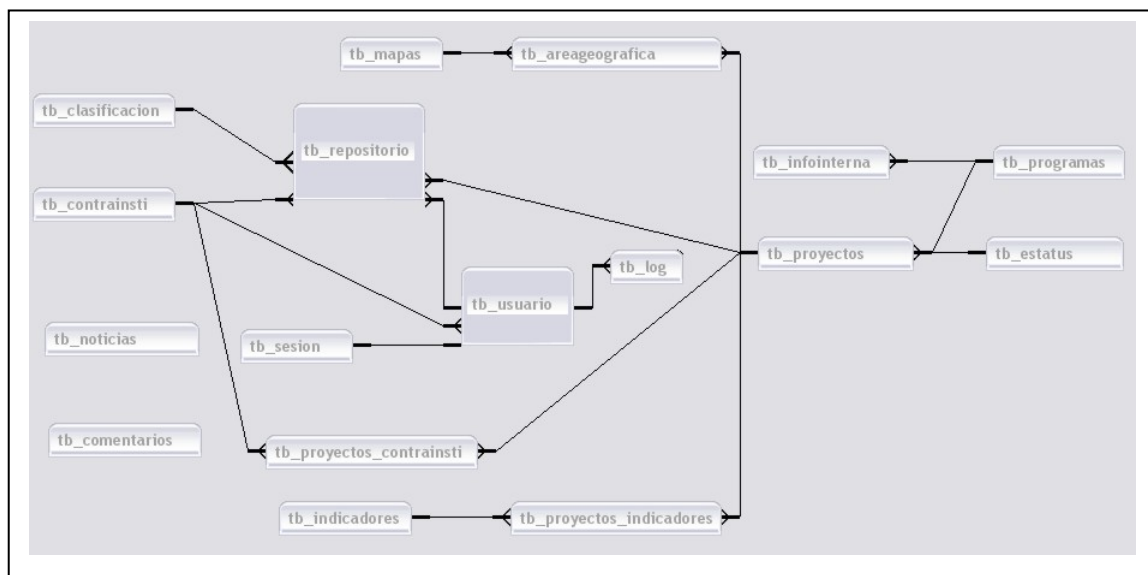 tb_mapas
tb_areageografica
tb_clasificacion
tb_repositorio
tb_infointerna
tb_programas
tb_contrainsti
tb_proyectos
tb_estatus
tb_log
tb_usuario
tb_noticias
tb_sesion
tb_comentarios
tb_proyectos_contrainsti
tb_indicadores
tb_proyectos_indicadores